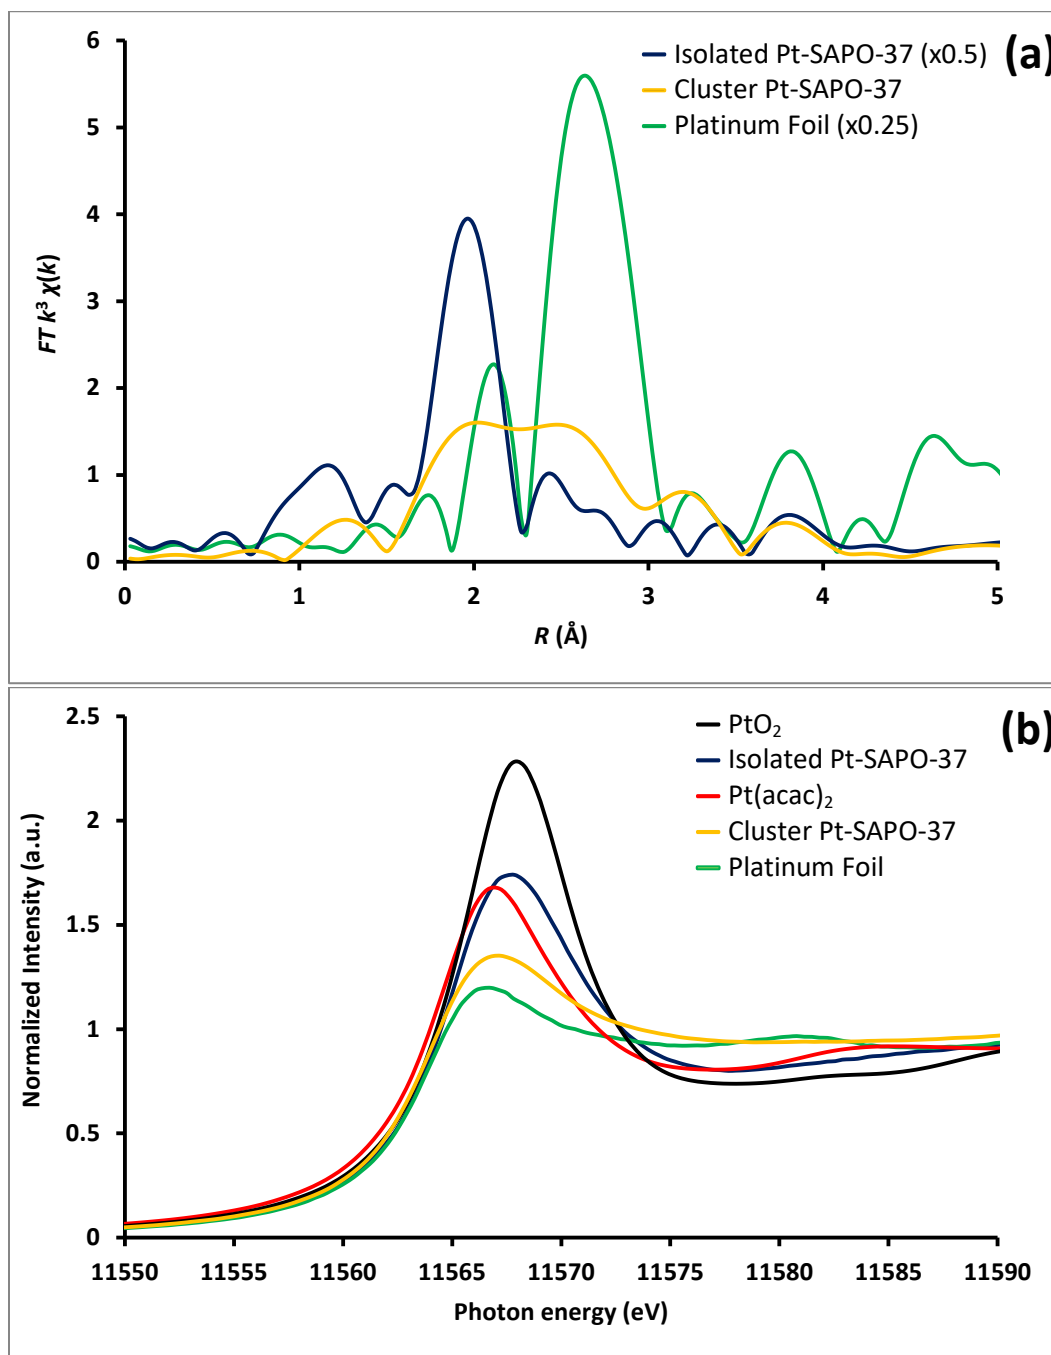 (a)
Isolated Pt-SAPO-37 (x0.5)
Cluster Pt-SAPO-37
Platinum Foil (x0.25)
6
5
4
3
2
1
0
FT k³ χ(k)
0 1 2 3 4 5
R (Å)
(b)
PtO₂
Isolated Pt-SAPO-37
Pt(acac)₂
Cluster Pt-SAPO-37
Platinum Foil
2.5
2
1.5
1
0.5
0
Normalized Intensity (a.u.)
11550 11555 11560 11565 11570 11575 11580 11585 11590
Photon energy (eV)